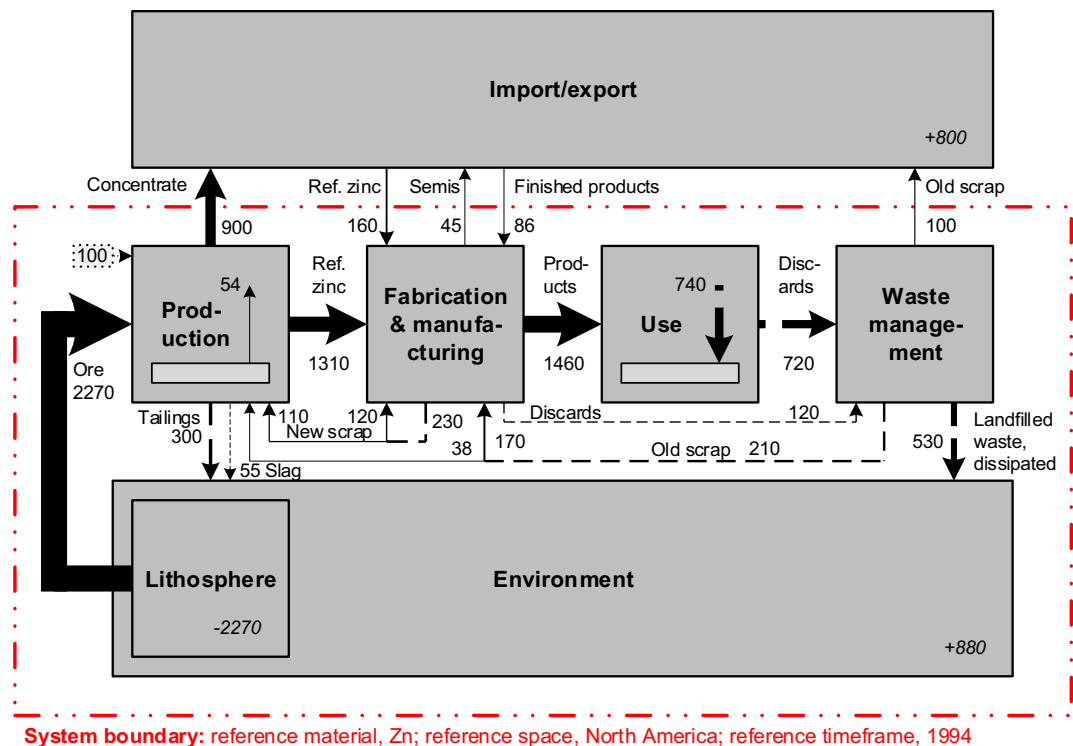 Import/export
+800
Concentrate
Ref. zinc
Semis
Finished products
Old scrap
900
160
45
86
100
100
54
Prod-
uction
Ref.
zinc
1310
Fabrication
& manufa-
cturing
Prod-
ucts
1460
740
Use
Disc-
ards
720
Waste
manage-
ment
Ore
2270
Tailings
300
110
New scrap
120
230
Discards
120
38
170
Old scrap
210
530
Landfilled
waste,
dissipated
55 Slag
Lithosphere
-2270
Environment
+880
System boundary: reference material, Zn; reference space, North America; reference timeframe, 1994